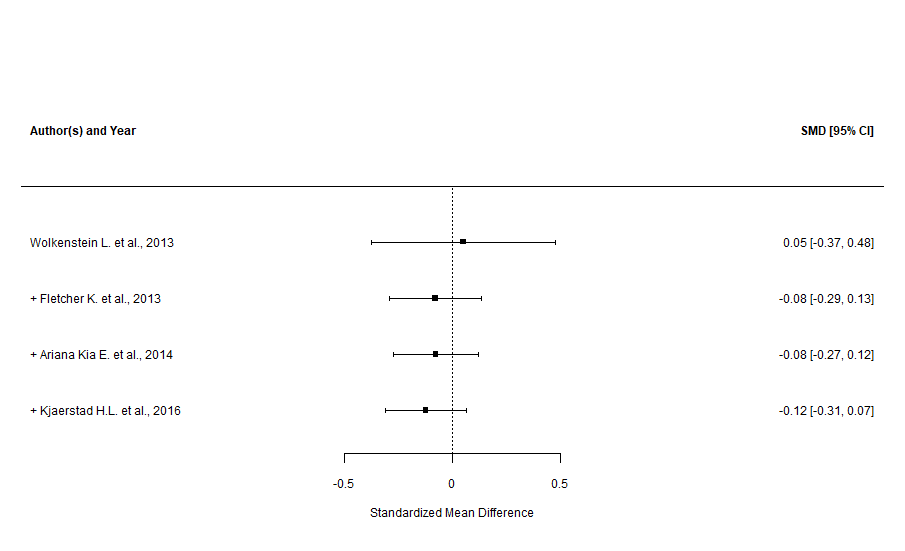 Author(s) and Year SMD [95% CI]
Wolkenstein L. et al., 2013 0.05 [-0.37, 0.48]
+ Fletcher K. et al., 2013 -0.08 [-0.29, 0.13]
+ Ariana Kia E. et al., 2014 -0.08 [-0.27, 0.12]
+ Kjaerstad H.L. et al., 2016 -0.12 [-0.31, 0.07]
-0.5 0 0.5
Standardized Mean Difference